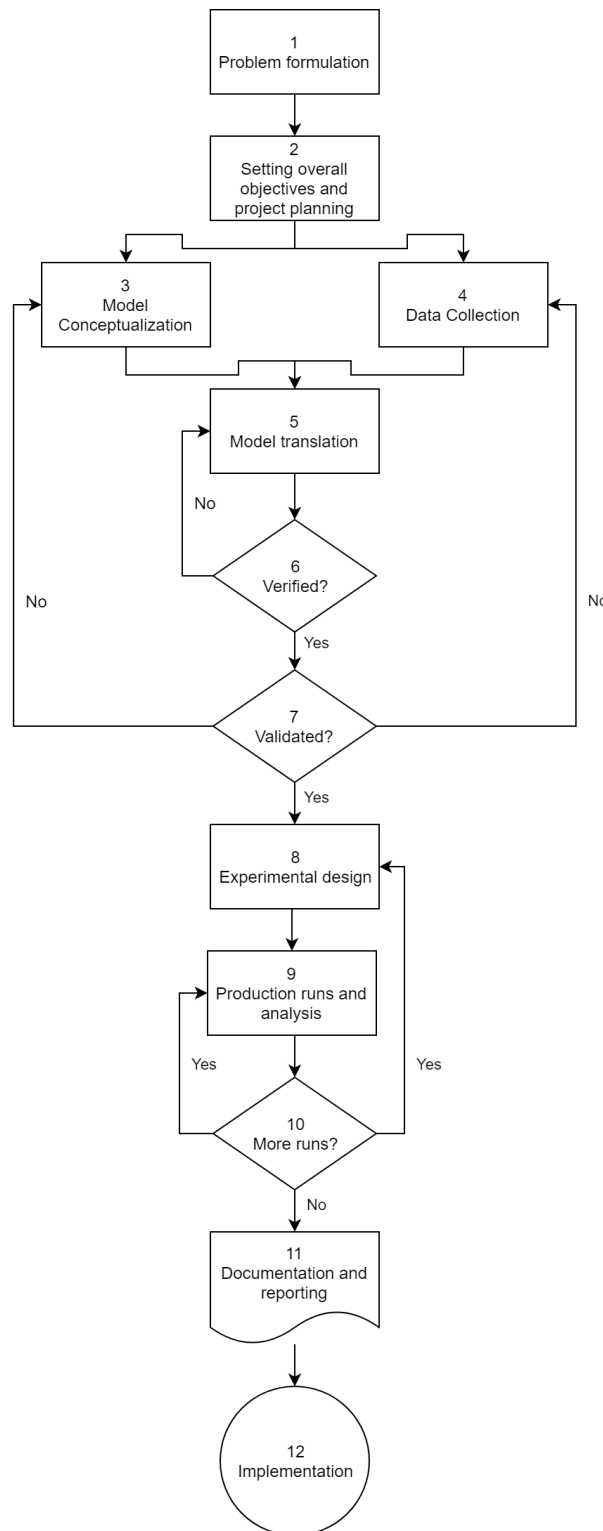 1
Problem formulation
2
Setting overall
objectives and
project planning
3
Model
Conceptualization
4
Data Collection
5
Model translation
No
6
Verified?
No
No
Yes
7
Validated?
Yes
8
Experimental design
9
Production runs and
analysis
Yes
Yes
10
More runs?
No
11
Documentation and
reporting
12
Implementation